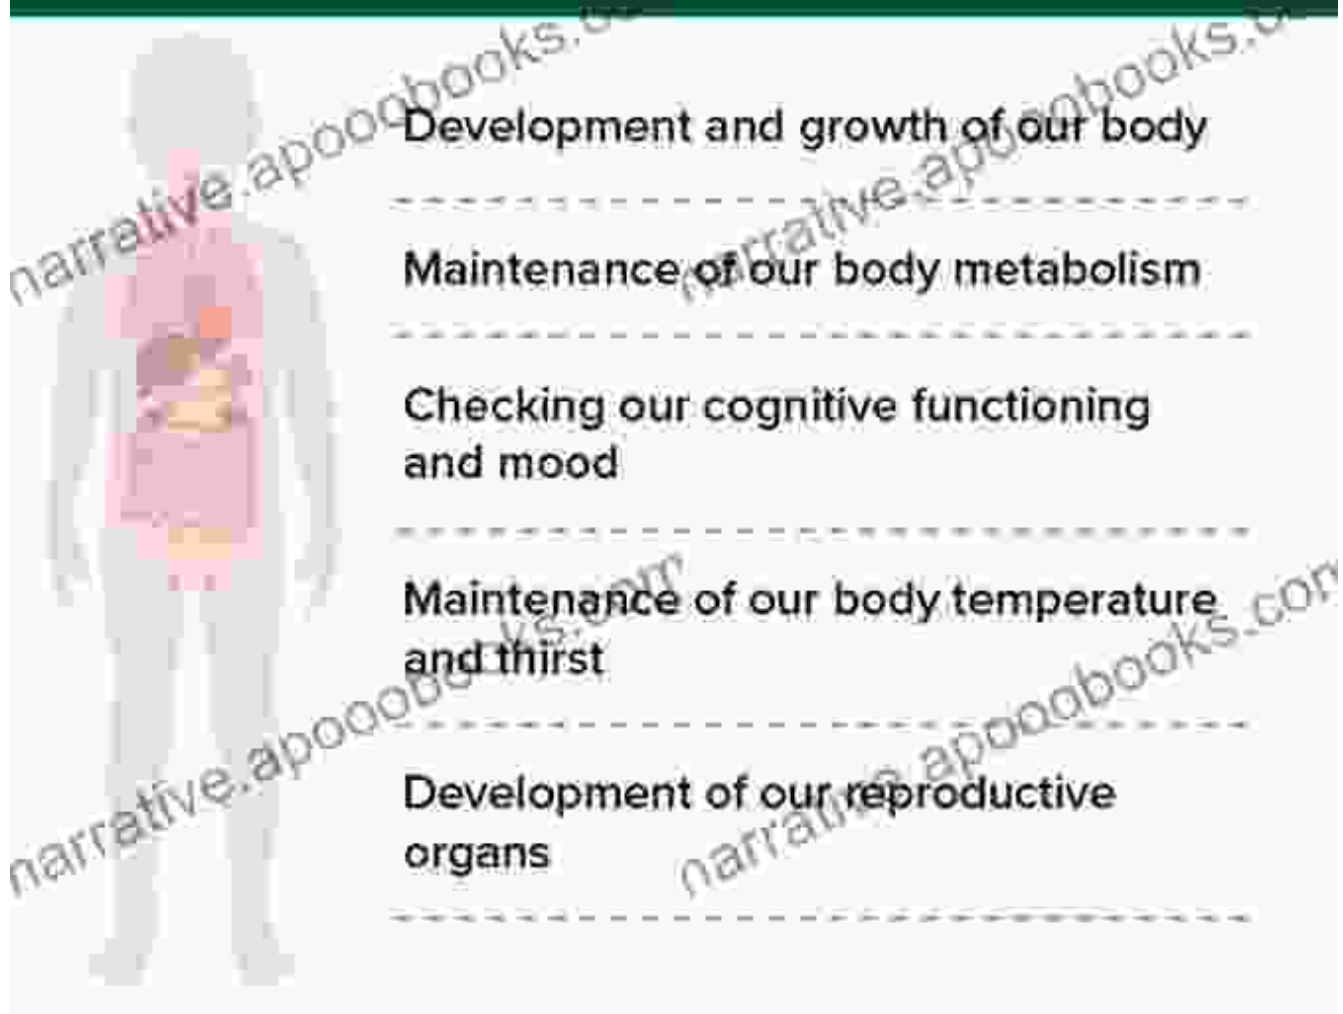 Development and growth of our body
Maintenance of our body metabolism
Checking our cognitive functioning
and mood
Maintenance of our body temperature
and thirst
Development of our reproductive
organs
narrative.apooobooks.com
narrative.apooobooks.com
narrative.apooobooks.com
narrative.apooobooks.com